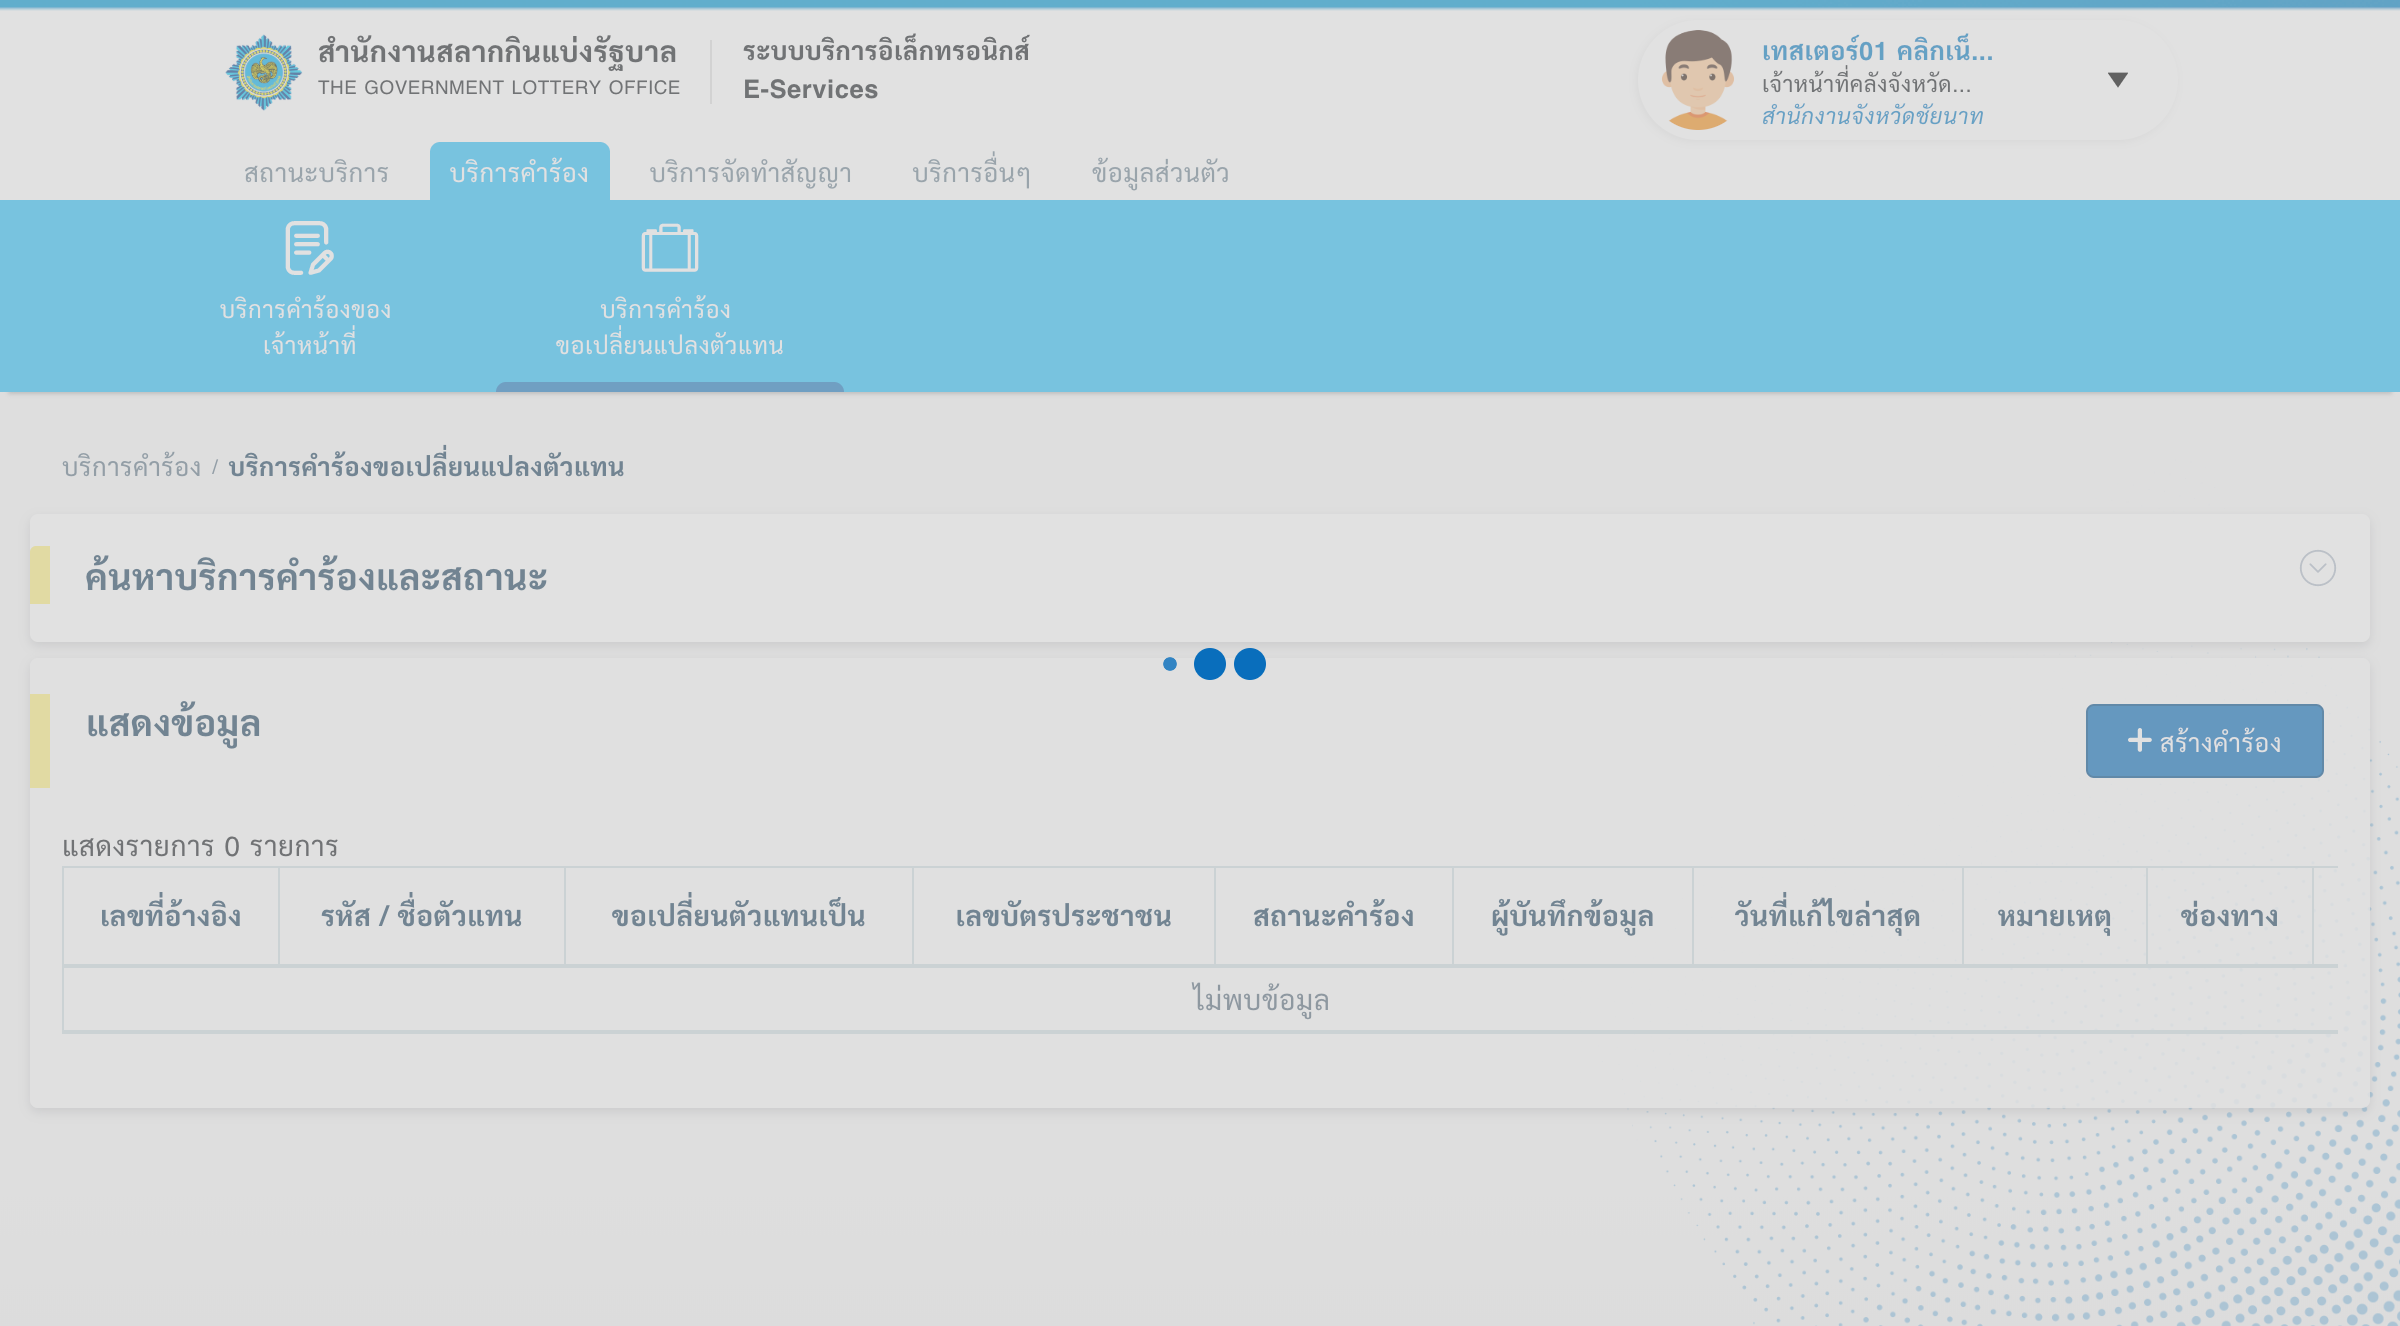 สำนักงานสลากกินแบ่งรัฐบาล
THE GOVERNMENT LOTTERY OFFICE
ระบบบริการอิเล็กทรอนิกส์
E-Services
เทสเตอร์01 คลิกเน็...
เจ้าหน้าที่คลังจังหวัด...
สำนักงานจังหวัดชัยนาท
สถานะบริการ
บริการคำร้อง
บริการจัดทำสัญญา
บริการอื่นๆ
ข้อมูลส่วนตัว
บริการคำร้องของ
เจ้าหน้าที่
บริการคำร้อง
ขอเปลี่ยนแปลงตัวแทน
บริการคำร้อง / บริการคำร้องขอเปลี่ยนแปลงตัวแทน
ค้นหาบริการคำร้องและสถานะ
แสดงข้อมูล
+ สร้างคำร้อง
แสดงรายการ 0 รายการ
เลขที่อ้างอิง
รหัส / ชื่อตัวแทน
ขอเปลี่ยนตัวแทนเป็น
เลขบัตรประชาชน
สถานะคำร้อง
ผู้บันทึกข้อมูล
วันที่แก้ไขล่าสุด
หมายเหตุ
ช่องทาง
ไม่พบข้อมูล